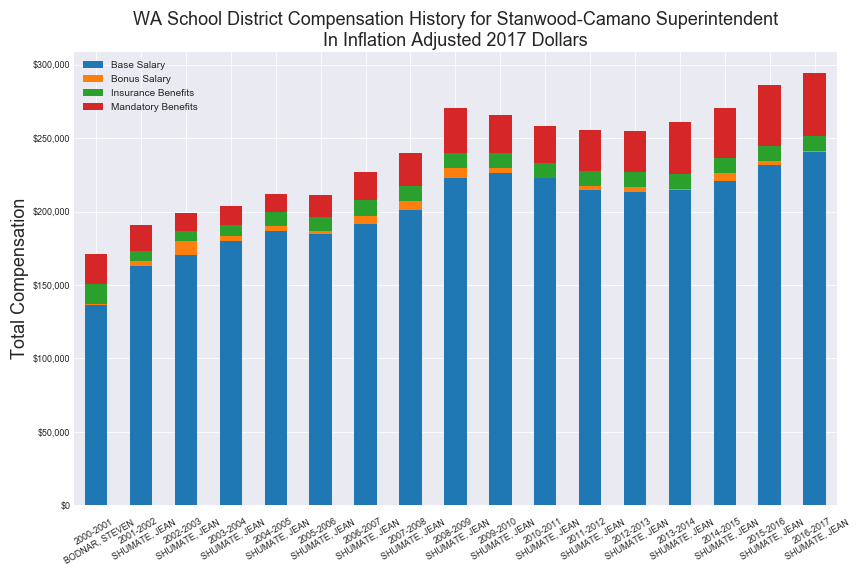 WA School District Compensation History for Stanwood-Camano Superintendent
In Inflation Adjusted 2017 Dollars
Base Salary
Bonus Salary
Insurance Benefits
Mandatory Benefits
Total Compensation
$300,000
$250,000
$200,000
$150,000
$100,000
$50,000
$0
2000-2001
BODNAR, STEVEN
2001-2002
SHUMATE, JEAN
2002-2003
SHUMATE, JEAN
2003-2004
SHUMATE, JEAN
2004-2005
SHUMATE, JEAN
2005-2006
SHUMATE, JEAN
2006-2007
SHUMATE, JEAN
2007-2008
SHUMATE, JEAN
2008-2009
SHUMATE, JEAN
2009-2010
SHUMATE, JEAN
2010-2011
SHUMATE, JEAN
2011-2012
SHUMATE, JEAN
2012-2013
SHUMATE, JEAN
2013-2014
SHUMATE, JEAN
2014-2015
SHUMATE, JEAN
2015-2016
SHUMATE, JEAN
2016-2017
SHUMATE, JEAN